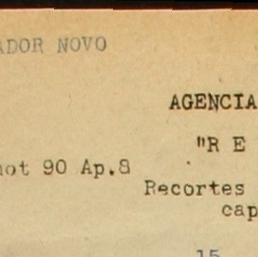 ADOR NOVO
AGENCIA
"R E
not 90 Ap.8
Recortes
cap
15